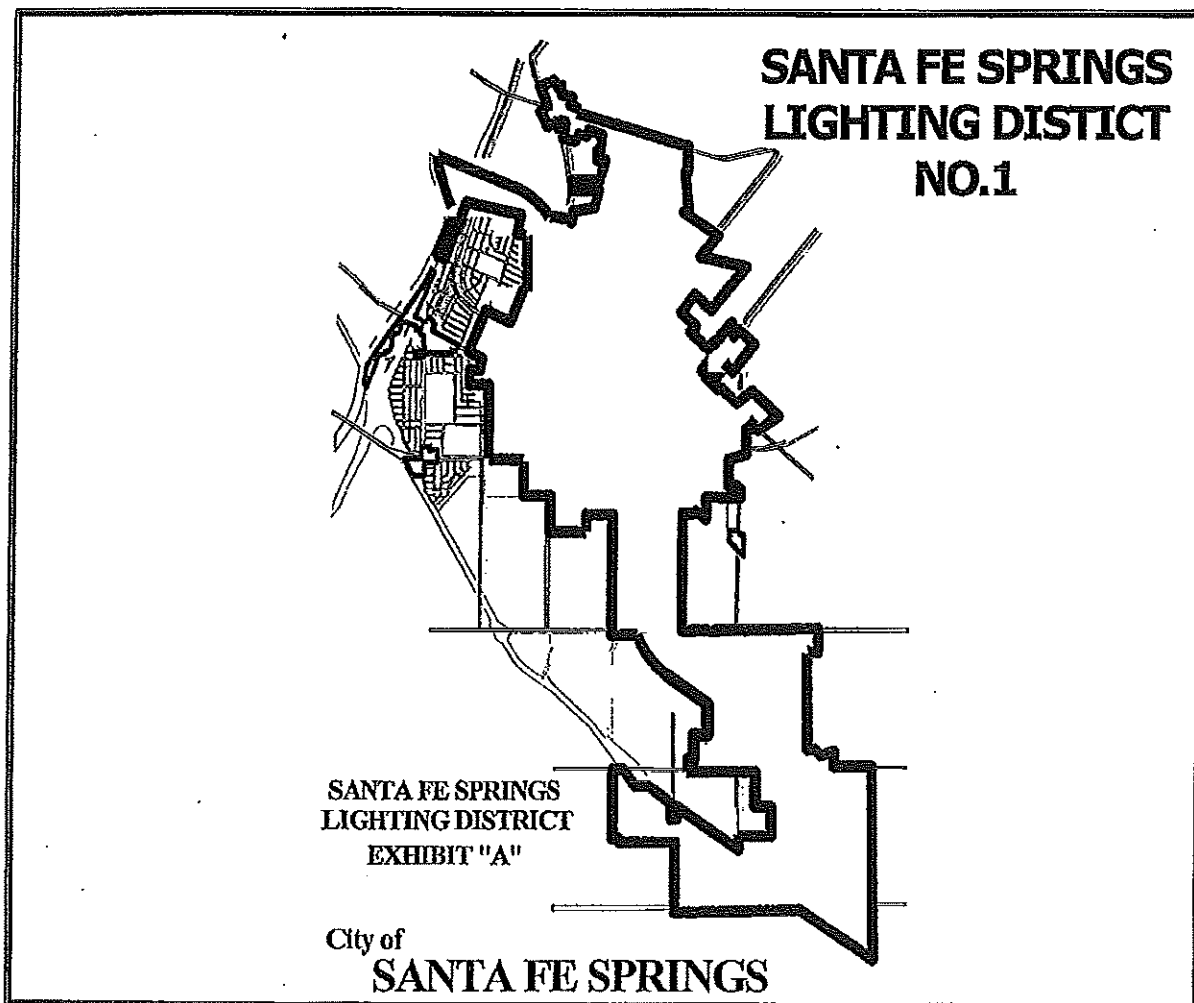 SANTA FE SPRINGS
LIGHTING DISTICT
NO.1
SANTA FE SPRINGS
LIGHTING DISTRICT
EXHIBIT "A"
City of
SANTA FE SPRINGS